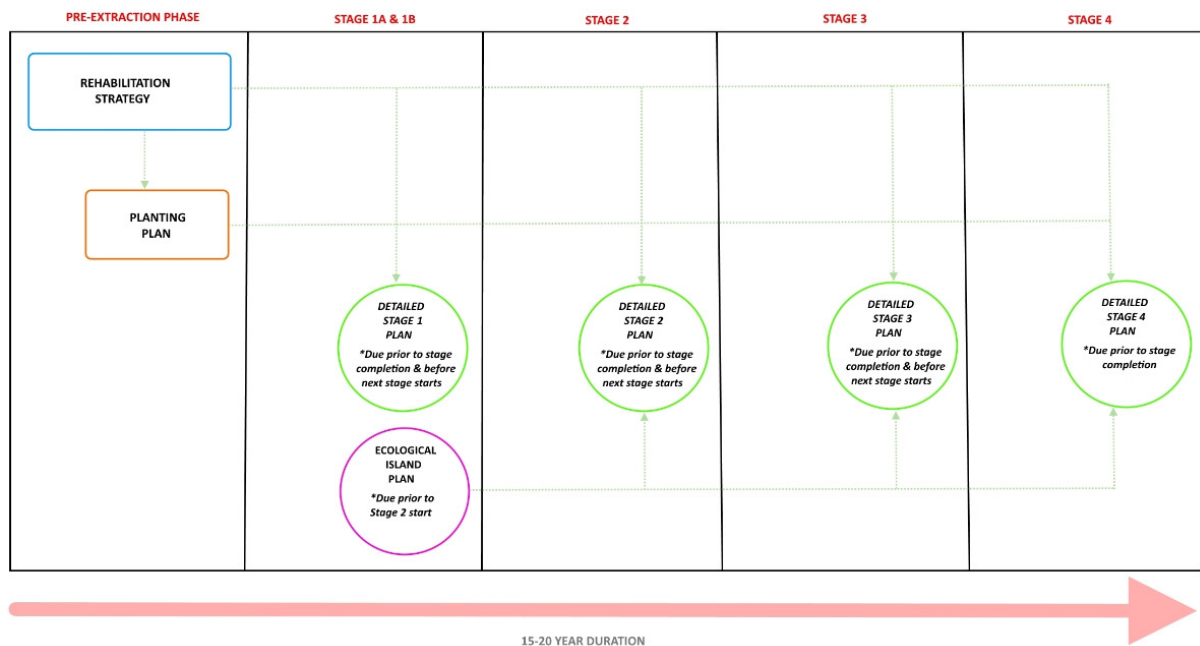 PRE-EXTRACTION PHASE
STAGE 1A & 1B
STAGE 2
STAGE 3
STAGE 4
REHABILITATION
STRATEGY
PLANTING
PLAN
DETAILED
STAGE 1
PLAN
*Due prior to stage
completion & before
next stage starts
DETAILED
STAGE 2
PLAN
*Due prior to stage
completion & before
next stage starts
DETAILED
STAGE 3
PLAN
*Due prior to stage
completion & before
next stage starts
DETAILED
STAGE 4
PLAN
*Due prior to stage
completion
ECOLOGICAL
ISLAND
PLAN
*Due prior to
Stage 2 start
15-20 YEAR DURATION